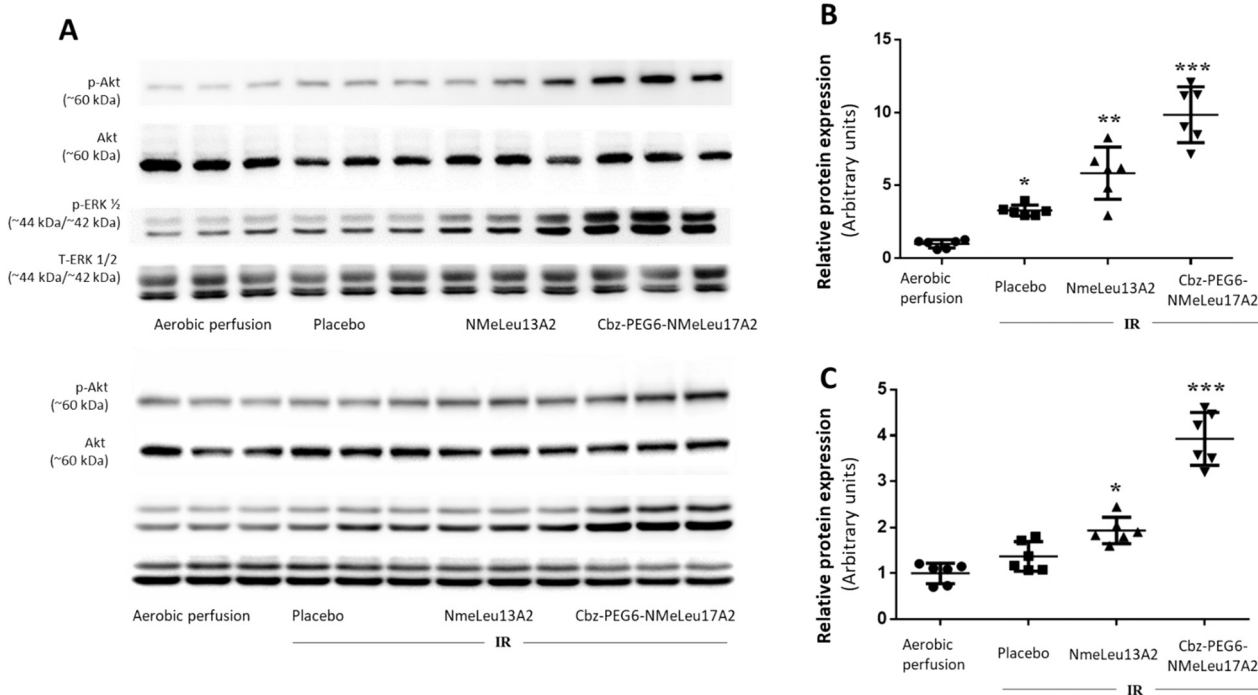 A
p-Akt
(~60 kDa)
Akt
(~60 kDa)
p-ERK ½
(~44 kDa/~42 kDa)
T-ERK 1/2
(~44 kDa/~42 kDa)
Aerobic perfusion Placebo NMeLeu13A2 Cbz-PEG6-NMeLeu17A2
p-Akt
(~60 kDa)
Akt
(~60 kDa)
Aerobic perfusion Placebo NmeLeu13A2 Cbz-PEG6-NMeLeu17A2
IR
B
Relative protein expression
(Arbitrary units)
15
10
5
0
*
**
***
Aerobic
perfusion
Placebo
NmeLeu13A2
Cbz-PEG6-
NMeLeu17A2
IR
C
Relative protein expression
(Arbitrary units)
5
4
3
2
1
0
*
***
Aerobic
perfusion
Placebo
NmeLeu13A2
Cbz-PEG6-
NMeLeu17A2
IR